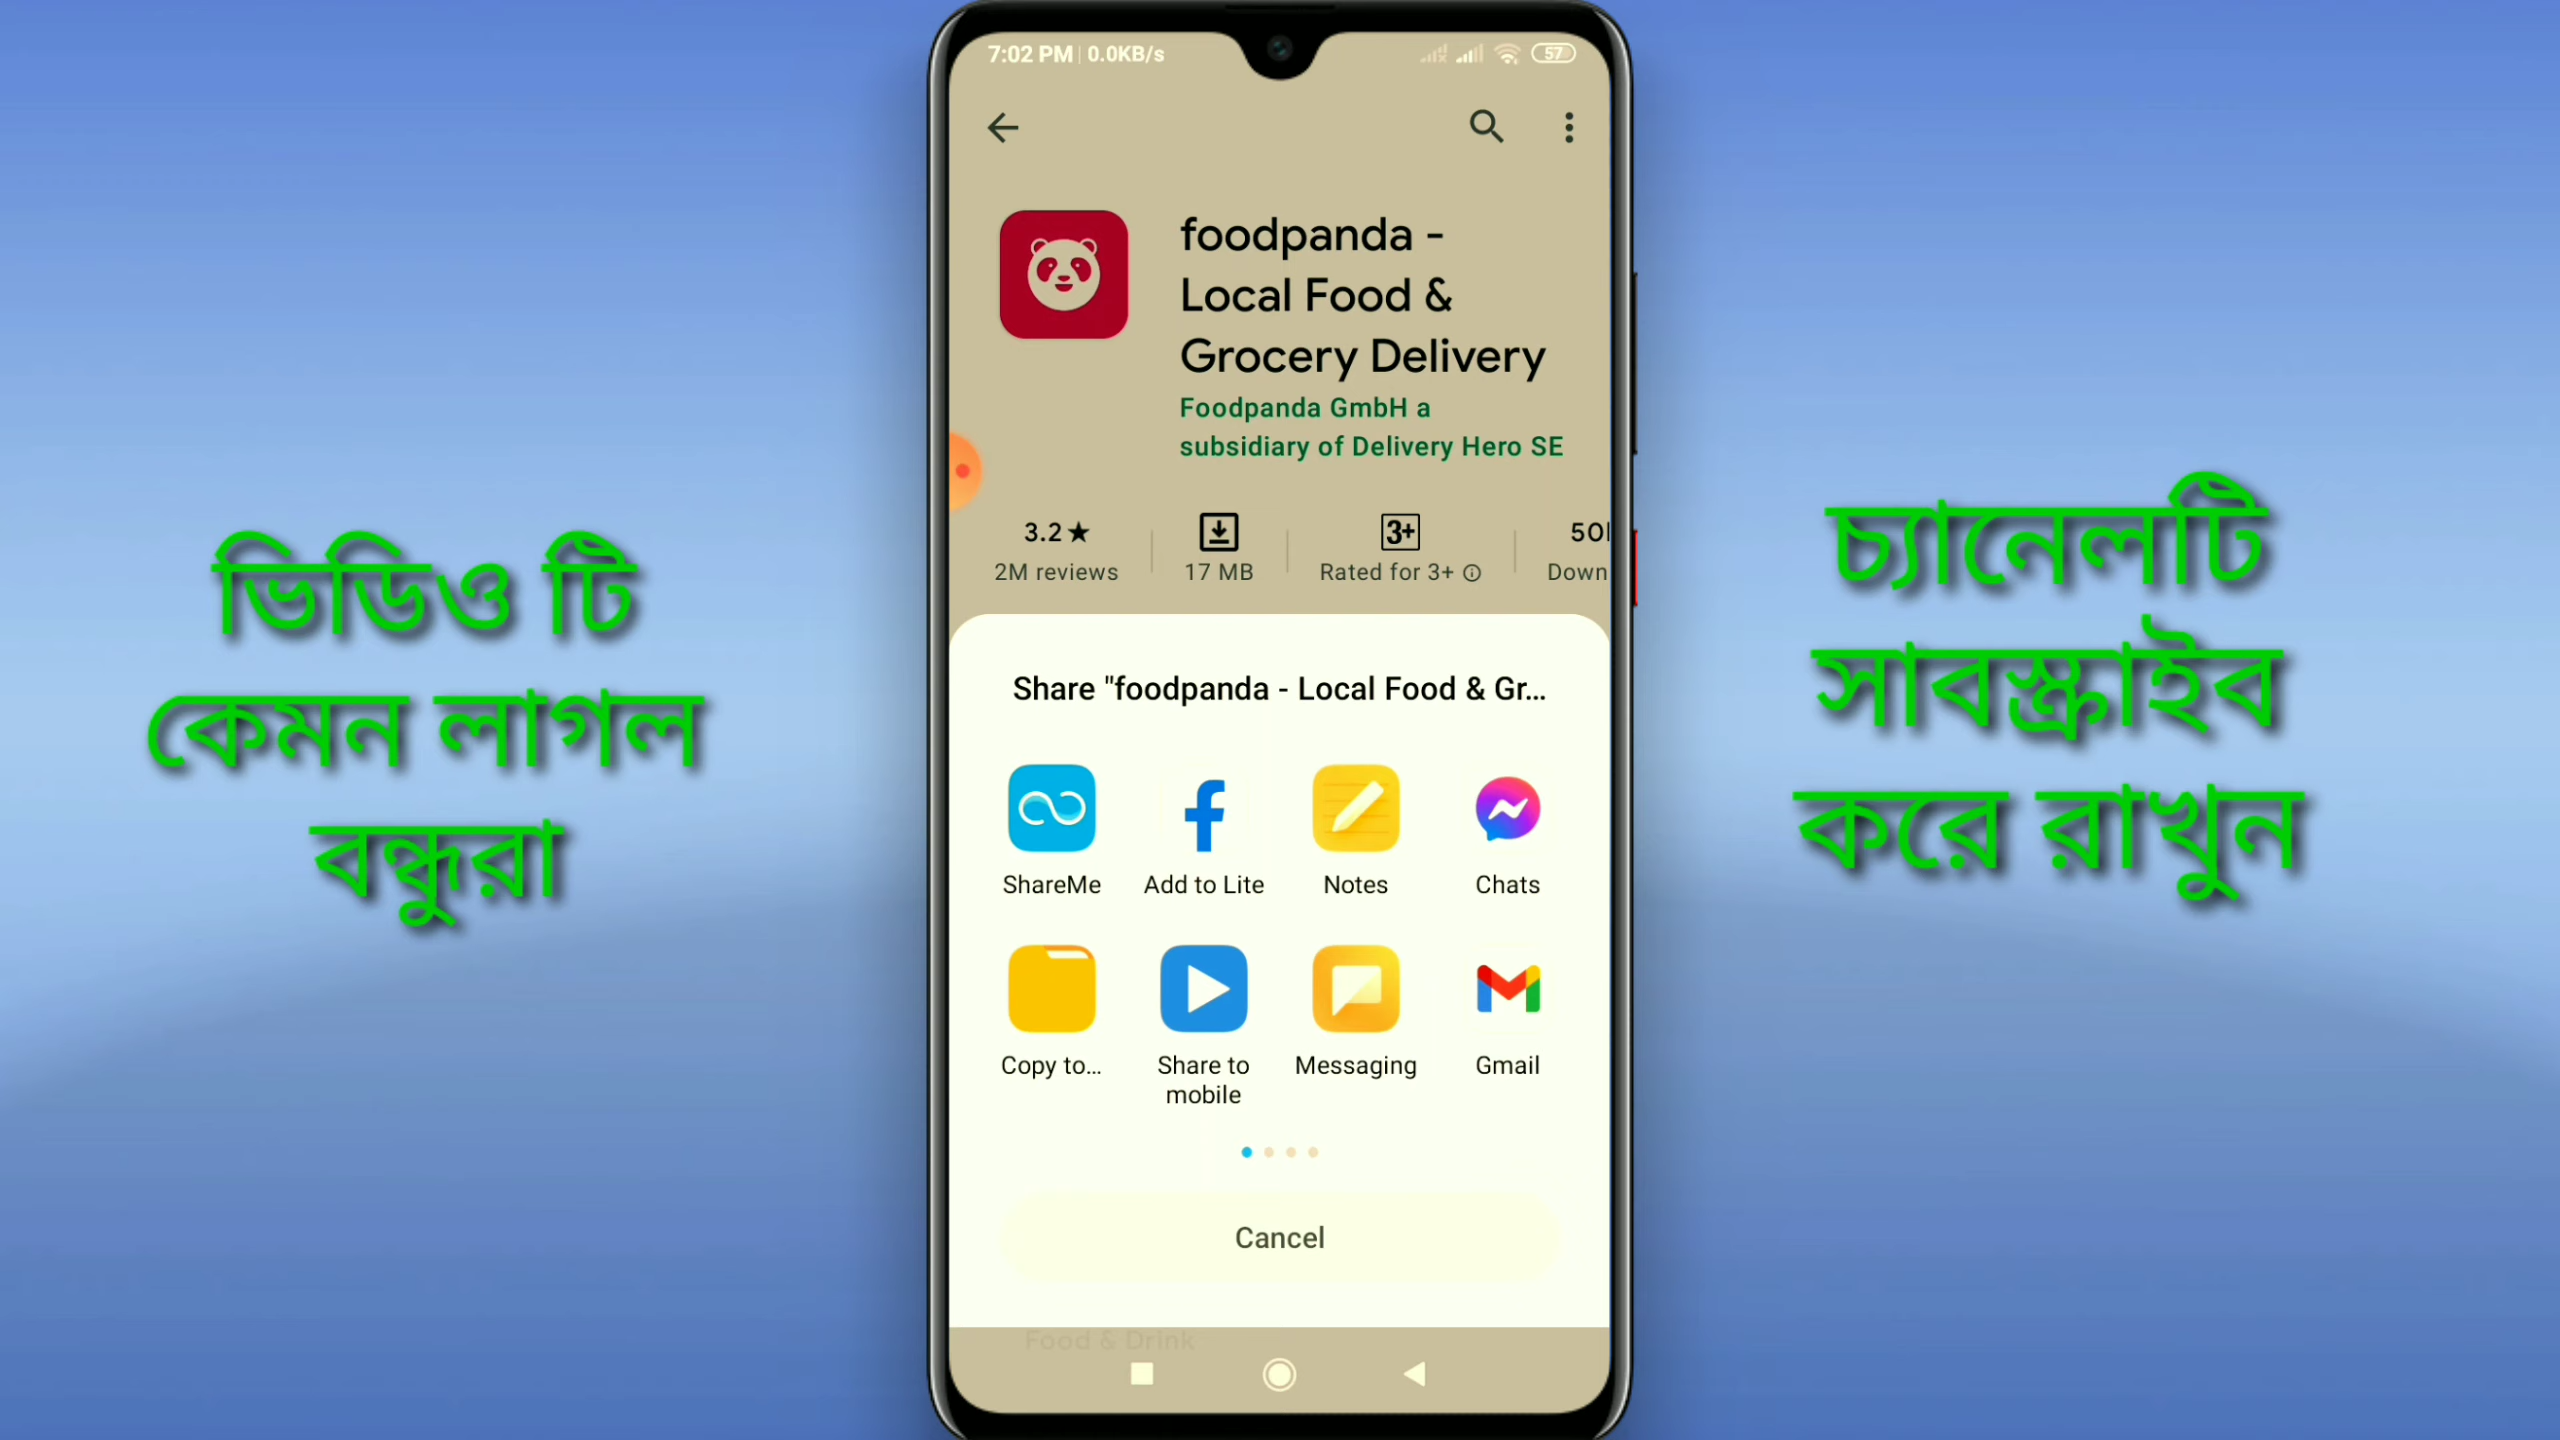 7:02 PM | 0.0KB/s
57
foodpanda -
Local Food &
Grocery Delivery
Foodpanda GmbH a
subsidiary of Delivery Hero SE
3.2★
3+
2M reviews
17 MB
Rated for 3+
Down
Share "foodpanda - Local Food & Gr...
ShareMe
Add to Lite
Notes
Chats
Copy to...
Share to
mobile
Messaging
Gmail
Cancel
Food & Drink
ভিডিও টি
কেমন লাগল
বন্ধুরা
চ্যানেলটি
সাবস্ক্রাইব
করে রাখুন